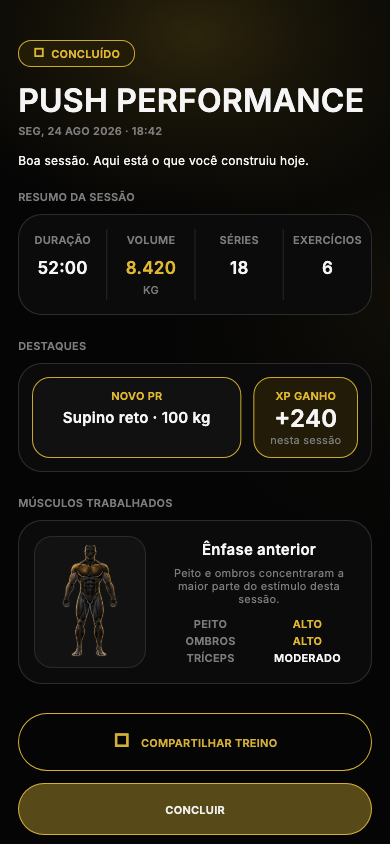 CONCLUÍDO
PUSH PERFORMANCE
SEG, 24 AGO 2026 · 18:42
Boa sessão. Aqui está o que você construiu hoje.
RESUMO DA SESSÃO
DURAÇÃO VOLUME SÉRIES EXERCÍCIOS
52:00 8.420 18 6
KG
DESTAQUES
NOVO PR
Supino reto · 100 kg
XP GANHO
+240
nesta sessão
MÚSCULOS TRABALHADOS
Ênfase anterior
Peito e ombros concentraram a
maior parte do estímulo desta
sessão.
PEITO ALTO
OMBROS ALTO
TRÍCEPS MODERADO
COMPARTILHAR TREINO
CONCLUIR